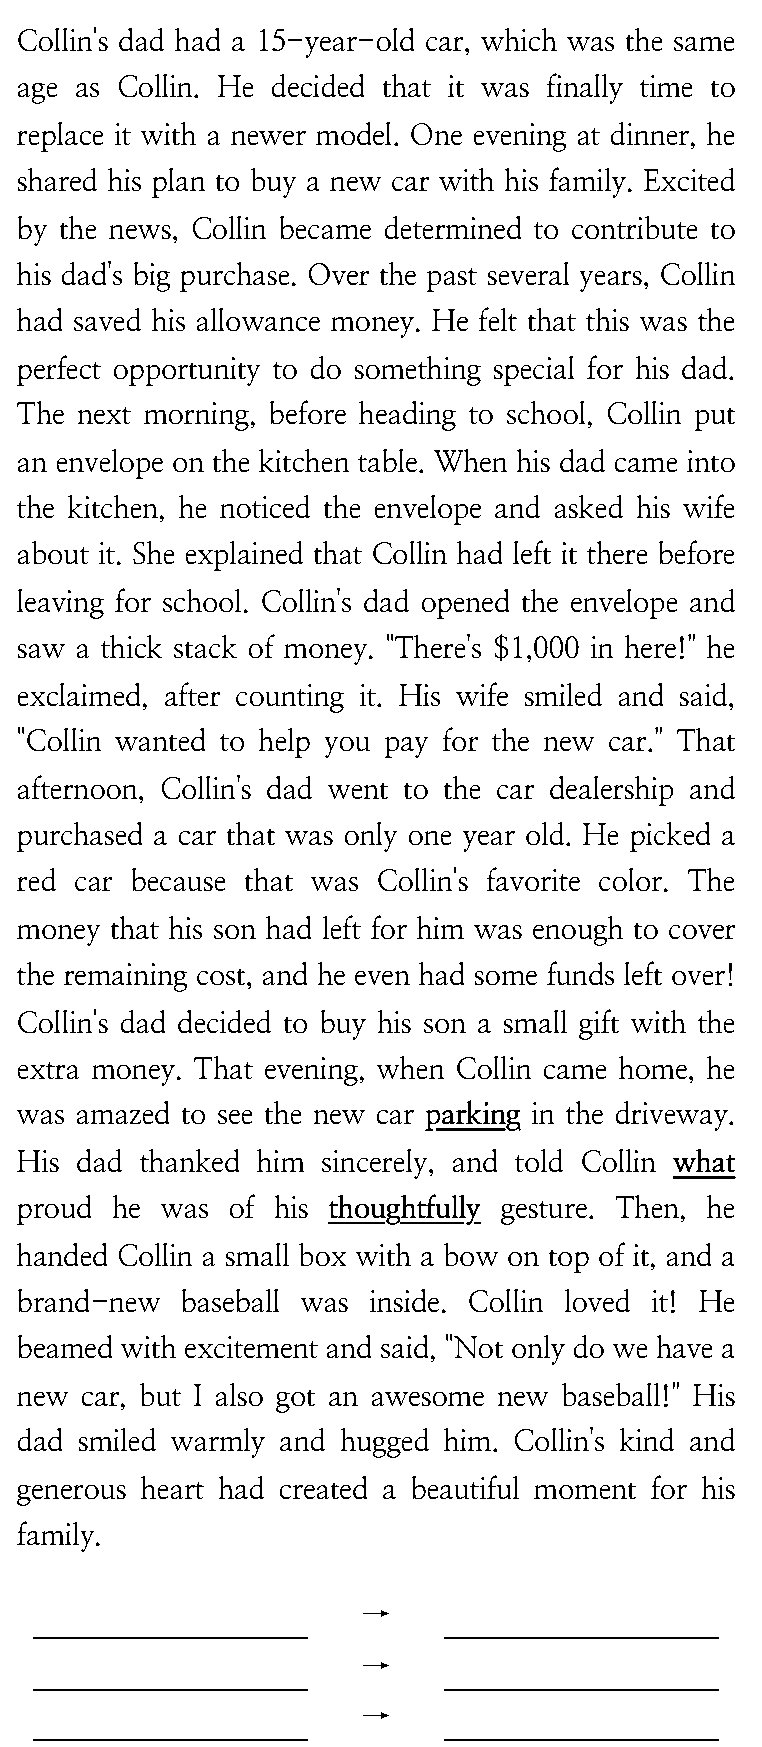 Collin's dad had a 15-year-old car, which was the same
age as Collin. He decided that it was finally time to
replace it with a newer model. One evening at dinner, he
shared his plan to buy a new car with his family. Excited
by the news, Collin became determined to contribute to
his dad's big purchase. Over the past several years, Collin
had saved his allowance money. He felt that this was the
perfect opportunity to do something special for his dad.
The next morning, before heading to school, Collin put
an envelope on the kitchen table. When his dad came into
the kitchen, he noticed the envelope and asked his wife
about it. She explained that Collin had left it there before
leaving for school. Collin's dad opened the envelope and
saw a thick stack of money. "There's $1,000 in here!" he
exclaimed, after counting it. His wife smiled and said,
"Collin wanted to help you pay for the new car." That
afternoon, Collin's dad went to the car dealership and
purchased a car that was only one year old. He picked a
red car because that was Collin's favorite color. The
money that his son had left for him was enough to cover
the remaining cost, and he even had some funds left over!
Collin's dad decided to buy his son a small gift with the
extra money. That evening, when Collin came home, he
was amazed to see the new car parking in the driveway.
His dad thanked him sincerely, and told Collin what
proud he was of his thoughtfully gesture. Then, he
handed Collin a small box with a bow on top of it, and a
brand-new baseball was inside. Collin loved it! He
beamed with excitement and said, "Not only do we have a
new car, but I also got an awesome new baseball!" His
dad smiled warmly and hugged him. Collin's kind and
generous heart had created a beautiful moment for his
family.
→
→
→